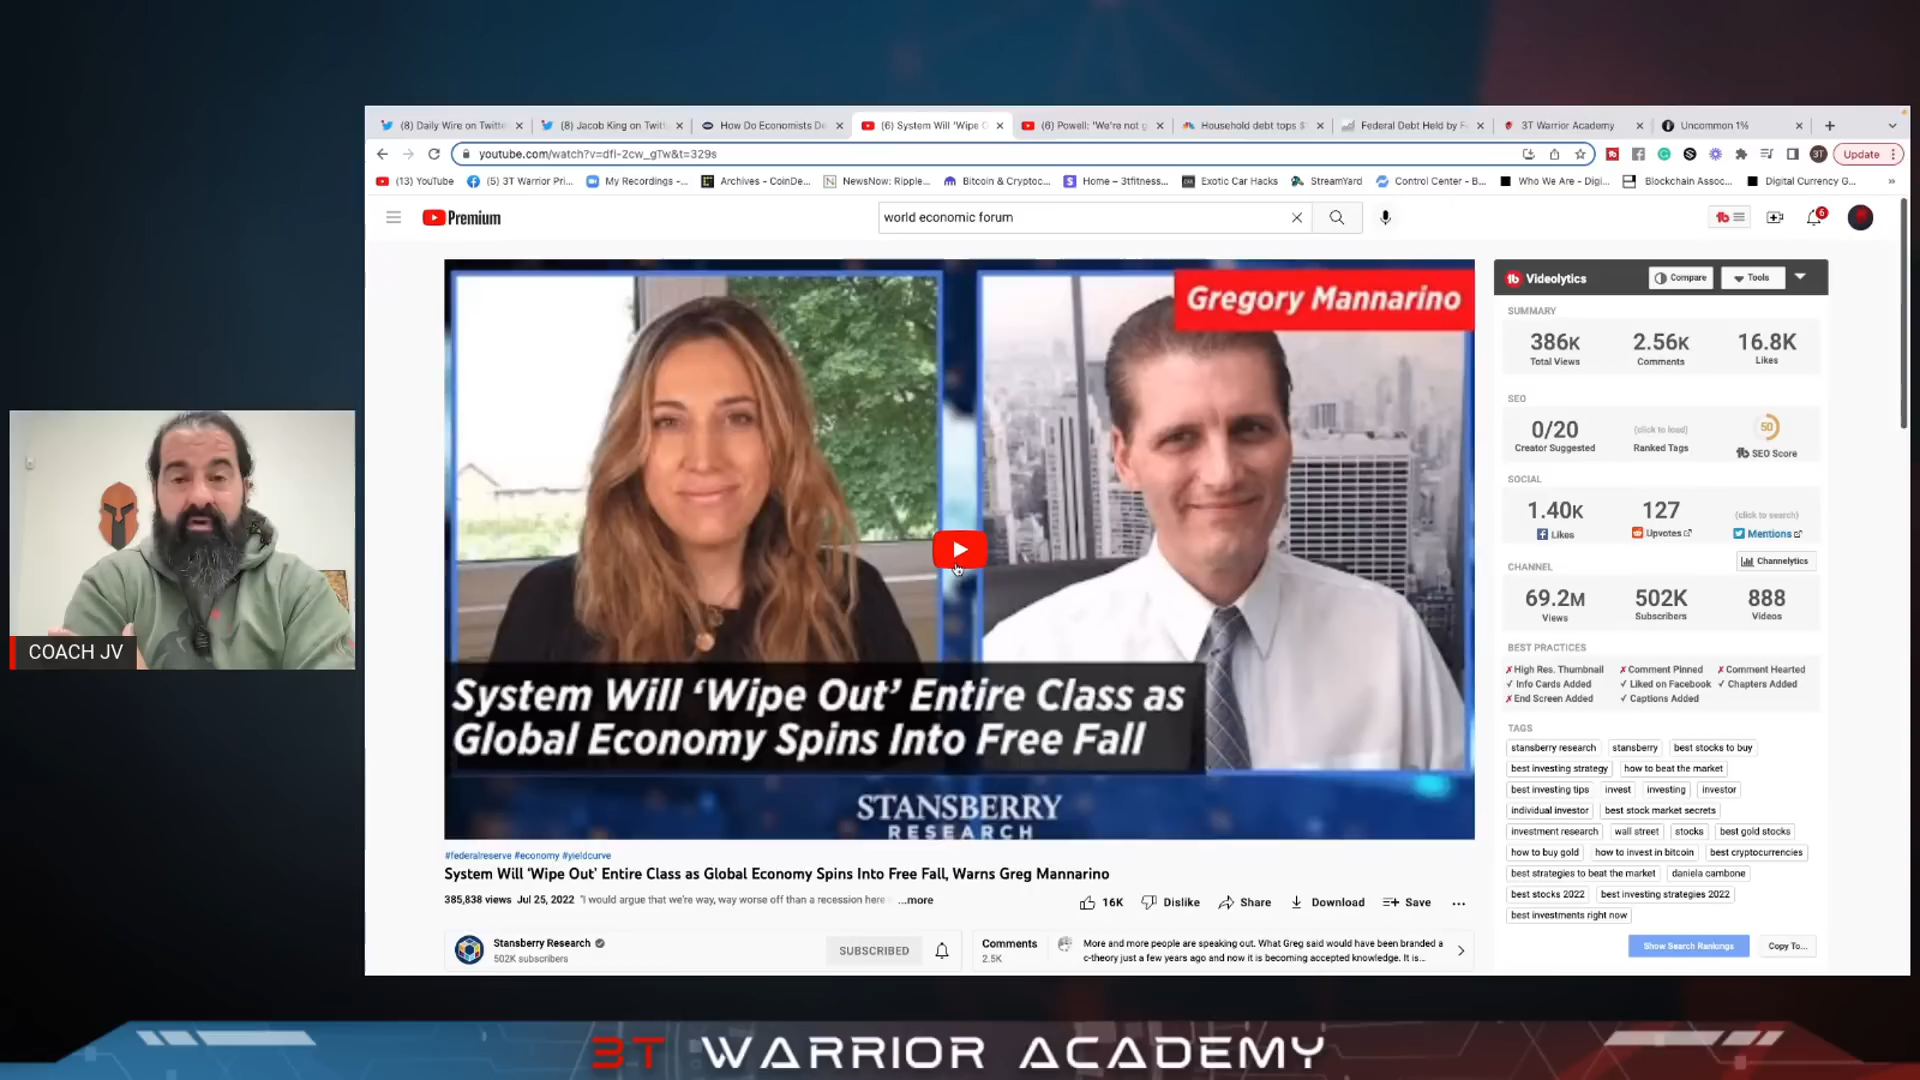 (8) Daily Wire on Twitte
(8) Jacob King on Twitt
How Do Economists De
(6) System Will 'Wipe O
(6) Powell: 'We're not g
Household debt tops $
Federal Debt Held by F
3T Warrior Academy
Uncommon 1%
youtube.com/watch?v=dfI-2cw_gTw&t=329s
3T
Update
(13) YouTube
(5) 3T Warrior Pri...
My Recordings -...
Archives - CoinDe...
NewsNow: Ripple...
Bitcoin & Cryptoc...
Home – 3tfitness...
Exotic Car Hacks
StreamYard
Control Center - B...
Who We Are - Digi...
Blockchain Assoc...
Digital Currency G...
»
Premium
world economic forum
6
Gregory Mannarino
System Will 'Wipe Out' Entire Class as
Global Economy Spins Into Free Fall
STANSBERRY
RESEARCH
#federalreserve #economy #yieldcurve
System Will 'Wipe Out' Entire Class as Global Economy Spins Into Free Fall, Warns Greg Mannarino
385,838 views Jul 25, 2022 "I would argue that we're way, way worse off than a recession here ...more
16K
Dislike
Share
Download
Save
Stansberry Research
502K subscribers
SUBSCRIBED
Comments
2.5K
More and more people are speaking out. What Greg said would have been branded a
c-theory just a few years ago and now it is becoming accepted knowledge. It is...
Videolytics
Compare
Tools
SUMMARY
386K
2.56K
16.8K
Total Views
Comments
Likes
SEO
0/20
(click to load)
50
Creator Suggested
Ranked Tags
SEO Score
SOCIAL
1.40K
127
(click to search)
Likes
Upvotes
Mentions
CHANNEL
Channelytics
69.2M
502K
888
Views
Subscribers
Videos
BEST PRACTICES
✗ High Res. Thumbnail
✗ Comment Pinned
✗ Comment Hearted
✓ Info Cards Added
✓ Liked on Facebook
✓ Chapters Added
✗ End Screen Added
✓ Captions Added
TAGS
stansberry research
stansberry
best stocks to buy
best investing strategy
how to beat the market
best investing tips
invest
investing
investor
individual investor
best stock market secrets
investment research
wall street
stocks
best gold stocks
how to buy gold
how to invest in bitcoin
best cryptocurrencies
best strategies to beat the market
daniela cambone
best stocks 2022
best investing strategies 2022
best investments right now
Show Search Rankings
Copy To...
COACH JV
3T WARRIOR ACADEMY